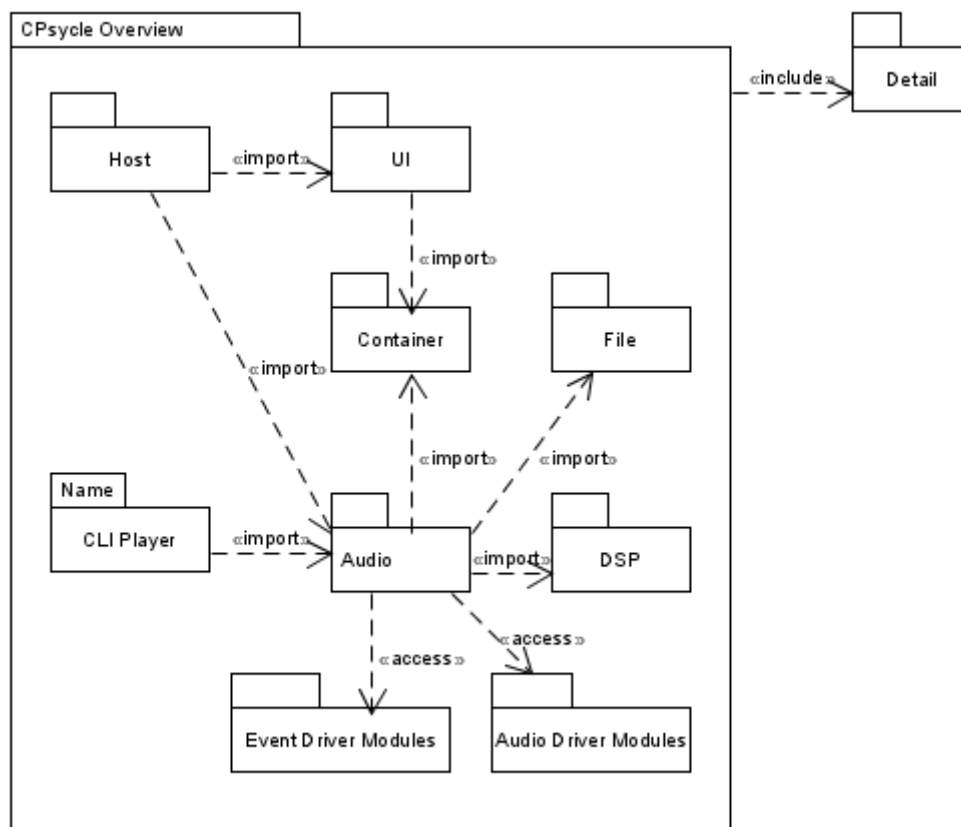 CPsycle Overview
«include»
Detail
Host
«import»
UI
«import»
Container
File
«import»
«import»
«import»
Name
CLI Player
«import»
Audio
«import»
DSP
«access»
«access»
Event Driver Modules
Audio Driver Modules